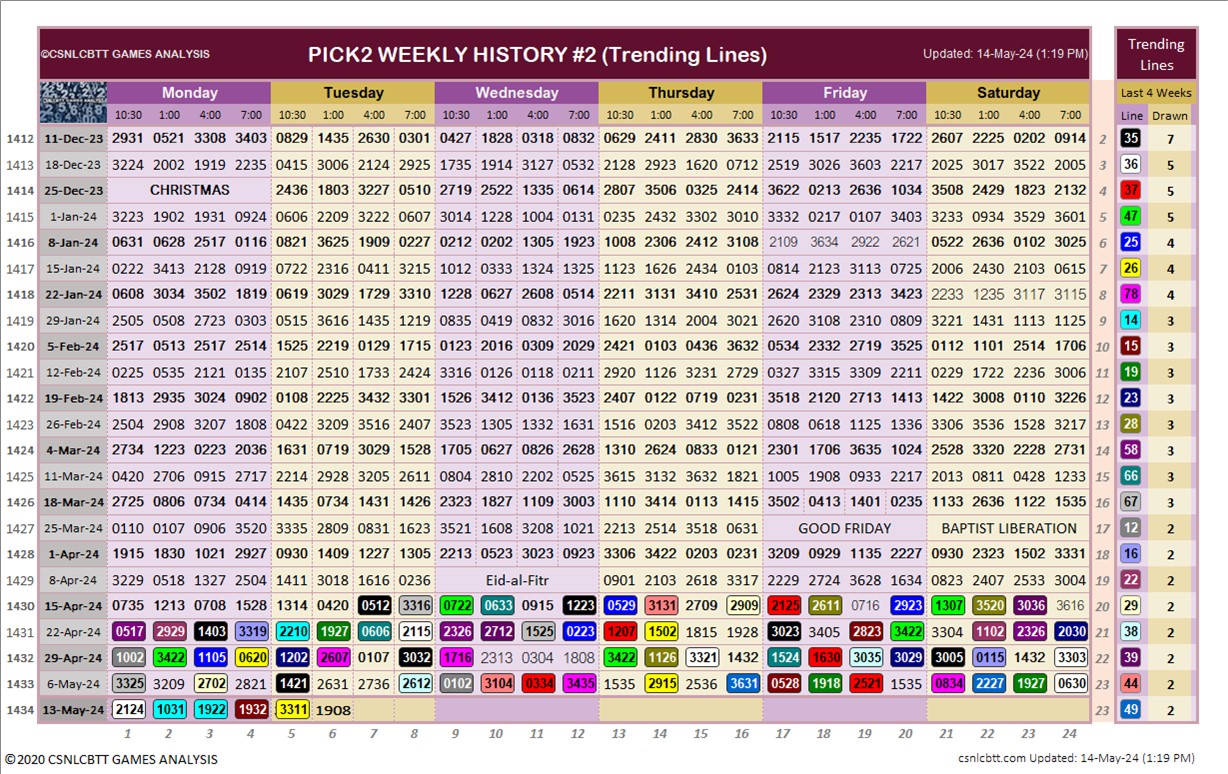 ©CSNLCBTT GAMES ANALYSIS PICK2 WEEKLY HISTORY #2 (Trending Lines) Updated: 14-May-24 (1:19 PM) Trending Lines
Monday Tuesday Wednesday Thursday Friday Saturday Last 4 Weeks
10:30 1:00 4:00 7:00 10:30 1:00 4:00 7:00 10:30 1:00 4:00 7:00 10:30 1:00 4:00 7:00 10:30 1:00 4:00 7:00 10:30 1:00 4:00 7:00 Line Drawn
1412 11-Dec-23 2931 0521 3308 3403 0829 1435 2630 0301 0427 1828 0318 0832 0629 2411 2830 3633 2115 1517 2235 1722 2607 2225 0202 0914 2 35 7
1413 18-Dec-23 3224 2002 1919 2235 0415 3006 2124 2925 1735 1914 3127 0532 2128 2923 1620 0712 2519 3026 3603 2217 2025 3017 3522 2005 3 36 5
1414 25-Dec-23 CHRISTMAS 2436 1803 3227 0510 2719 2522 1335 0614 2807 3506 0325 2414 3622 0213 2636 1034 3508 2429 1823 2132 4 37 5
1415 1-Jan-24 3223 1902 1931 0924 0606 2209 3222 0607 3014 1228 1004 0131 0235 2432 3302 3010 3332 0217 0107 3403 3233 0934 3529 3601 5 47 5
1416 8-Jan-24 0631 0628 2517 0116 0821 3625 1909 0227 0212 0202 1305 1923 1008 2306 2412 3108 2109 3634 2922 2621 0522 2636 0102 3025 6 25 4
1417 15-Jan-24 0222 3413 2128 0919 0722 2316 0411 3215 1012 0333 1324 1325 1123 1626 2434 0103 0814 2123 3113 0725 2006 2430 2103 0615 7 26 4
1418 22-Jan-24 0608 3034 3502 1819 0619 3029 1729 3318 1228 0627 2608 0514 2211 3131 3410 2531 2624 2329 2313 3423 2233 1235 3117 3115 8 78 4
1419 29-Jan-24 2505 0508 2723 0303 0515 3616 1435 1213 0835 0419 0832 3016 1620 1314 2004 3021 2620 3108 2110 0809 3221 1431 1113 1125 9 14 3
1420 5-Feb-24 2517 0513 2517 2514 1525 2219 0129 1715 0123 2016 0309 2029 2421 0103 0436 3632 0534 2332 2719 3525 0112 1101 2514 1706 10 15 3
1421 12-Feb-24 0225 0535 2121 0135 2107 2510 1733 2424 3316 0126 0118 0211 2920 1126 3231 2729 0327 3315 3309 2211 0229 1722 2236 3006 11 19 3
1422 19-Feb-24 1813 2935 3024 0902 0108 2225 3432 3301 1526 3412 0136 3523 2407 0122 0719 0231 3518 2120 2713 1413 1422 3008 0110 3226 12 23 3
1423 26-Feb-24 2504 2908 3207 1808 0422 3209 3516 2407 3523 1305 1332 1631 1516 0203 3412 3522 0808 0618 1125 1336 3306 3536 1528 3217 13 28 3
1424 4-Mar-24 2734 1223 0223 2036 1631 0719 3029 1523 1705 0627 0826 2628 1310 2624 0833 0121 2301 1706 3635 1024 2528 3320 2228 2731 14 58 3
1425 11-Mar-24 0420 2706 0915 2717 2214 2928 3205 2611 0804 2810 2202 0525 3615 3132 3632 1821 1005 1908 0933 2217 2013 0811 0428 1233 15 66 3
1426 18-Mar-24 2725 0806 0734 0414 1435 0734 1431 1426 2323 1827 1109 3003 1110 3414 0113 1415 3502 0413 1401 0235 1133 2636 1122 1535 16 67 3
1427 25-Mar-24 0110 0107 0906 3520 3335 2809 0831 1623 3521 1608 3208 1021 2213 2514 3518 0631 GOOD FRIDAY BAPTIST LIBERATION 17 12 2
1428 1-Apr-24 1915 1830 1021 2927 0930 1409 1227 1305 2213 0523 3023 0923 3306 3422 0203 0231 3209 0929 1135 2227 0930 2323 1502 3331 18 16 2
1429 8-Apr-24 3229 0518 1327 2504 1411 3018 1616 0236 Eid-al-Fitr 0901 2103 2618 3317 2229 2724 3628 1634 0823 2407 2533 3004 19 22 2
1430 15-Apr-24 0735 1213 0708 1528 1314 0420 0512 3316 0722 0633 0915 1223 0529 3131 2709 2909 2125 2611 0716 2923 1307 3520 3036 3616 20 29 2
1431 22-Apr-24 0517 2929 1403 3319 2210 1927 0606 2115 2326 2712 1525 0223 1207 1502 1815 1928 3023 3405 2823 3422 3304 1102 2326 2030 21 38 2
1432 29-Apr-24 1002 3422 1105 0620 1202 2607 0107 3032 1716 2313 0304 1808 3422 1126 3321 1432 1524 1630 3035 3029 3005 0115 1432 3303 22 39 2
1433 6-May-24 3325 3209 2702 2821 1421 2631 2736 2612 0102 3104 0334 3435 1535 2915 2536 3631 0528 1918 2521 1535 0834 2227 1927 0630 23 44 2
1434 13-May-24 2124 1031 1922 1932 3311 1908 23 49 2
1 2 3 4 5 6 7 8 9 10 11 12 13 14 15 16 17 18 19 20 21 22 23 24
©2020 CSNLCBTT GAMES ANALYSIS csnlcbtt.com Updated: 14-May-24 (1:19 PM)